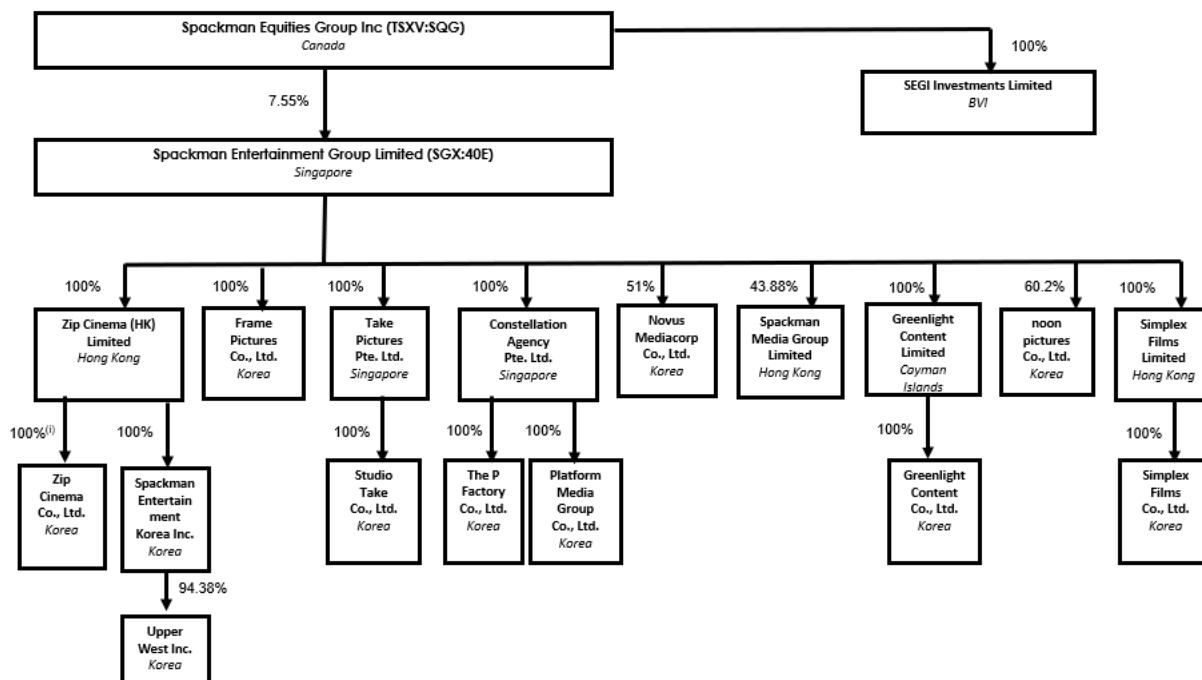 Spackman Equities Group Inc (TSXV:SQG)
Canada
100%
SEGI Investments Limited
BVI
7.55%
Spackman Entertainment Group Limited (SGX:40E)
Singapore
100%
100%
100%
100%
51%
43.88%
100%
60.2%
100%
Zip Cinema (HK)
Limited
Hong Kong
Frame
Pictures
Co., Ltd.
Korea
Take
Pictures
Pte. Ltd.
Singapore
Constellation
Agency
Pte. Ltd.
Singapore
Novus
Mediacorp
Co., Ltd.
Korea
Spackman
Media Group
Limited
Hong Kong
Greenlight
Content
Limited
Cayman
Islands
noon
pictures
Co., Ltd.
Korea
Simplex
Films
Limited
Hong Kong
100%(i)
100%
100%
100%
100%
100%
100%
Zip
Cinema
Co., Ltd.
Korea
Spackman
Entertain
ment
Korea Inc.
Korea
Studio
Take
Co., Ltd.
Korea
The P
Factory
Co., Ltd.
Korea
Platform
Media
Group
Co., Ltd.
Korea
Greenlight
Content
Co., Ltd.
Korea
Simplex
Films
Co., Ltd.
Korea
94.38%
Upper
West Inc.
Korea